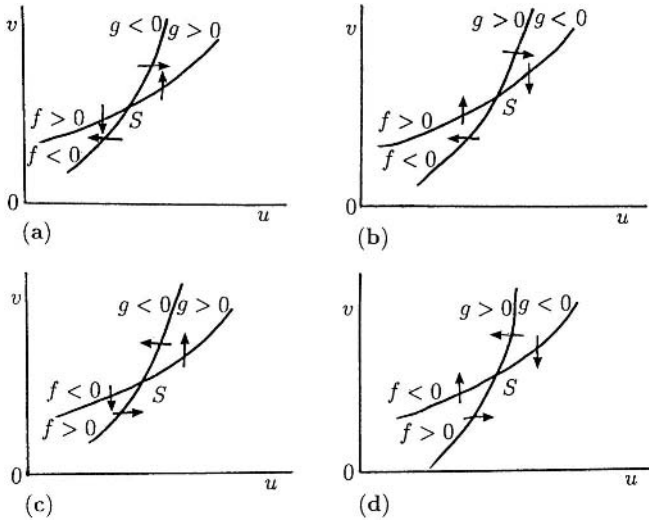 v g < 0 g > 0
f > 0
f < 0
S
0 u
(a)
v g > 0 g < 0
f > 0
f < 0
S
0 u
(b)
v g < 0 g > 0
f < 0
f > 0
S
0 u
(c)
v g > 0 g < 0
f < 0
f > 0
S
0 u
(d)